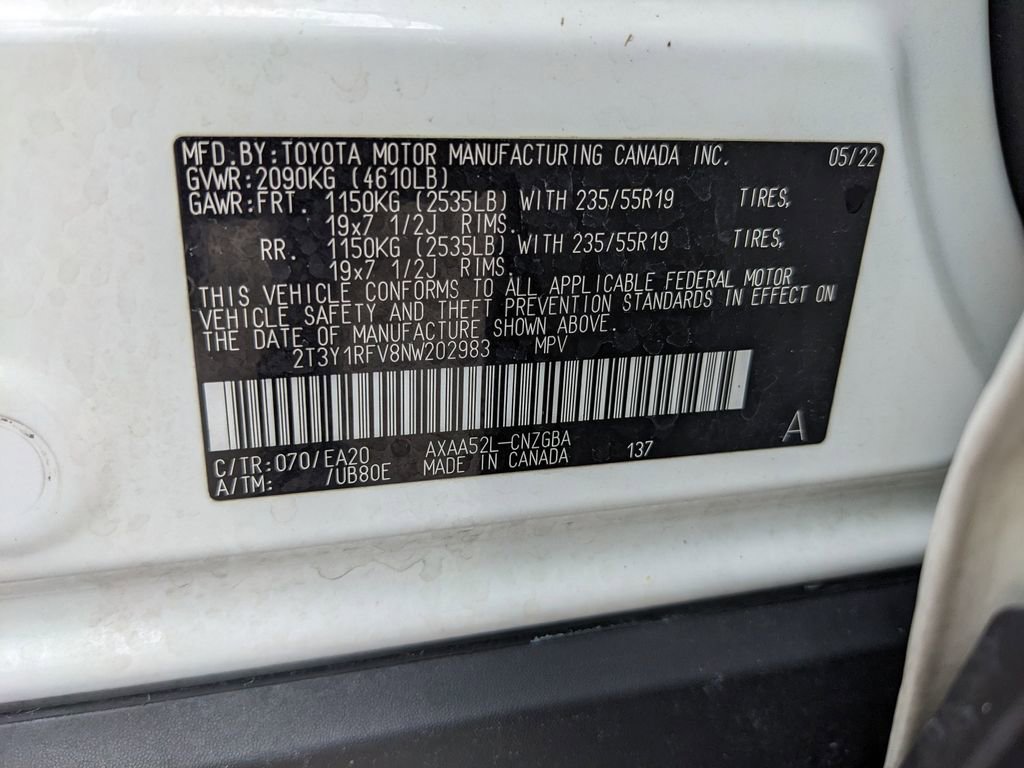 MFD.BY:TOYOTA MOTOR MANUFACTURING CANADA INC. 05/22
GVWR:2090KG (4610LB)
GAWR:FRT. 1150KG (2535LB) WITH 235/55R19 TIRES,
19x7 1/2J RIMS.
RR. 1150KG (2535LB) WITH 235/55R19 TIRES,
19x7 1/2J RIMS.
THIS VEHICLE CONFORMS TO ALL APPLICABLE FEDERAL MOTOR
VEHICLE SAFETY AND THEFT PREVENTION STANDARDS IN EFFECT ON
THE DATE OF MANUFACTURE SHOWN ABOVE.
2T3Y1RFV8NW202983 MPV
A
C/TR:070/EA20 AXAA52L-CNZGBA 137
A/TM: /UB80E MADE IN CANADA